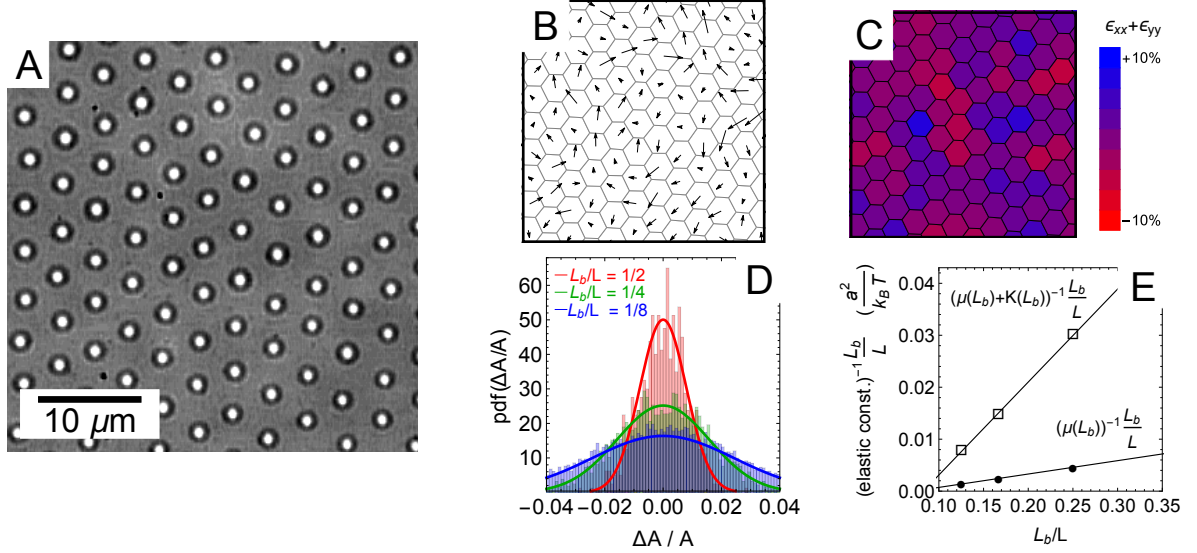 A
10 μm
B
C
ϵxx+ϵyy
+10%
−10%
D
Lb/L = 1/2
Lb/L = 1/4
Lb/L = 1/8
pdf(ΔA/A)
60
50
40
30
20
10
−0.04 −0.02 0.00 0.02 0.04
ΔA / A
E
(μ(Lb)+K(Lb))⁻¹ Lb/L
(μ(Lb))⁻¹ Lb/L
(elastic const.)⁻¹ Lb/L (a²/kBT)
0.04
0.03
0.02
0.01
0.00
0.10 0.15 0.20 0.25 0.30 0.35
Lb/L